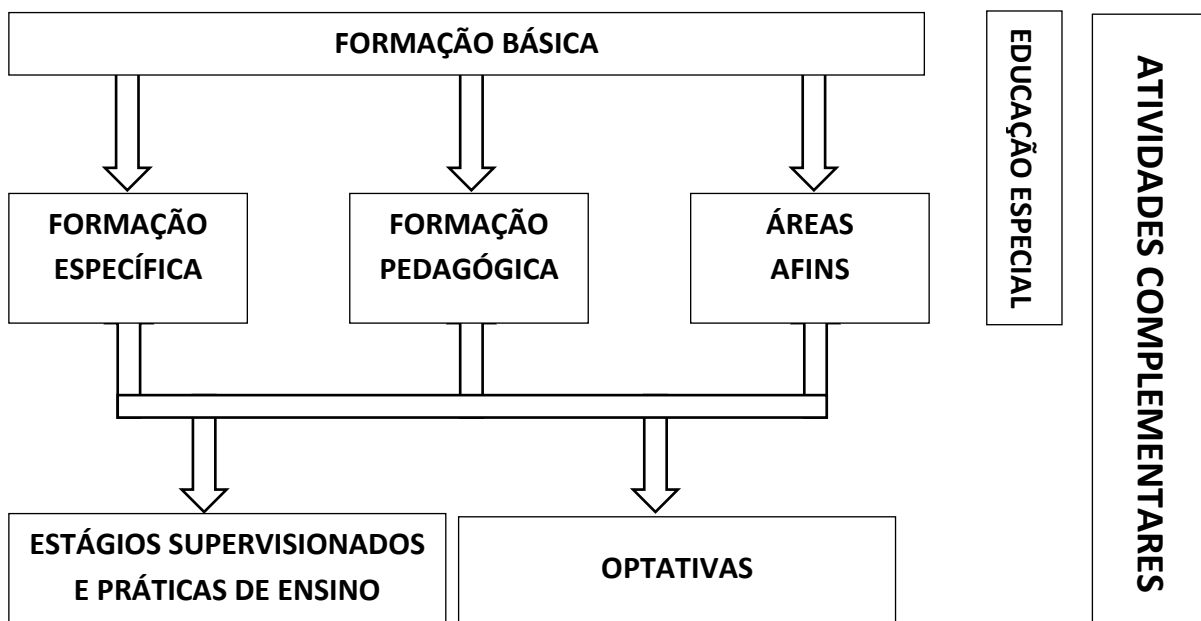 FORMAÇÃO BÁSICA
FORMAÇÃO
ESPECÍFICA
FORMAÇÃO
PEDAGÓGICA
ÁREAS
AFINS
ESTÁGIOS SUPERVISIONADOS
E PRÁTICAS DE ENSINO
OPTATIVAS
EDUCAÇÃO ESPECIAL
ATIVIDADES COMPLEMENTARES